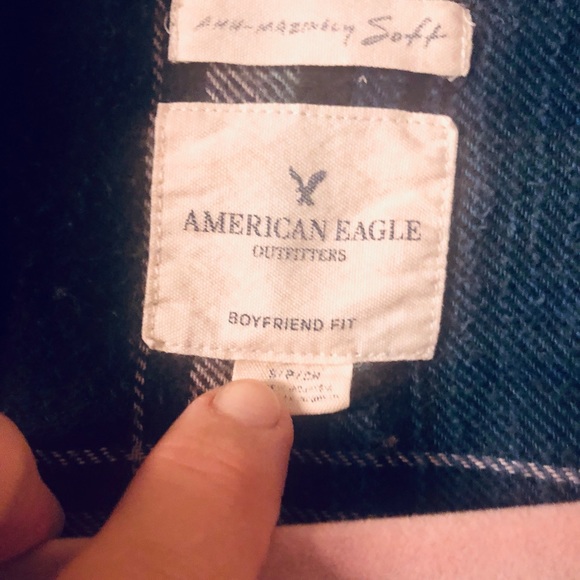 AHH-MAZINGLY Soft
AMERICAN EAGLE
OUTFITTERS
BOYFRIEND FIT
S/P/CH